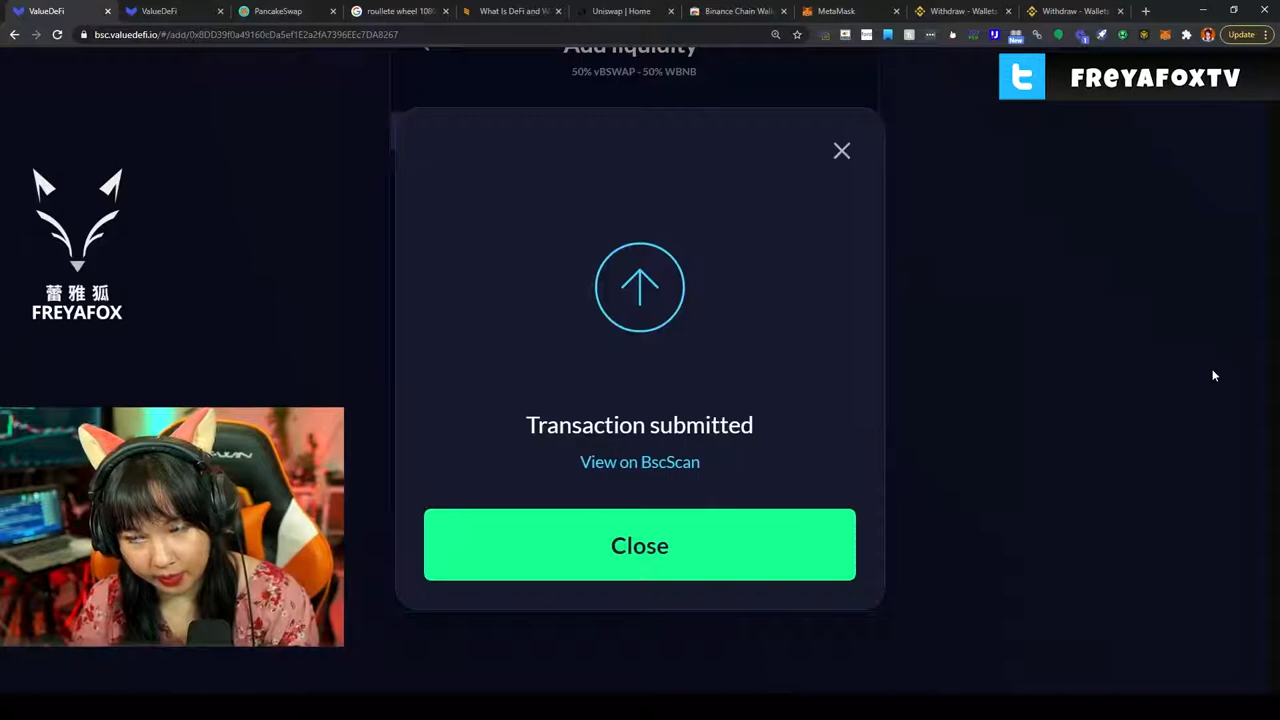 ValueDeFi
ValueDeFi
PancakeSwap
roullete wheel 1080
What Is DeFi and W
Uniswap | Home
Binance Chain Wall
MetaMask
Withdraw - Wallets
Withdraw - Wallets
bsc.valuedefi.io/#/add/0x8DD39f0a49160cDa5ef1E2a2fA7396EEc7DA8267
New
Update
Add liquidity
50% vBSWAP - 50% WBNB
FREYAFOXTV
蕾雅狐
FREYAFOX
Transaction submitted
View on BscScan
Close